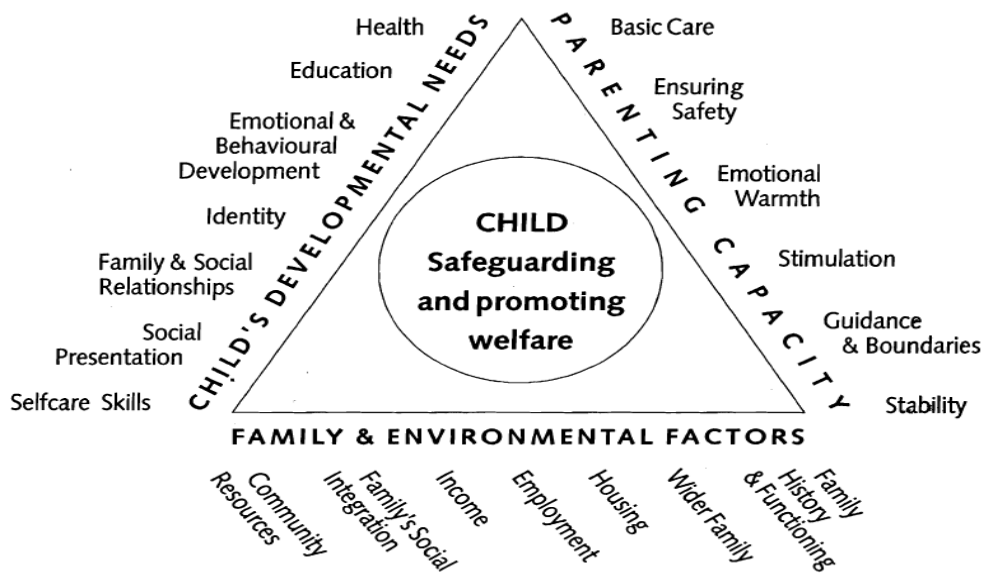 Health
Education
Emotional &
Behavioural
Development
Identity
Family & Social
Relationships
Social
Presentation
Selfcare Skills
CHILD'S DEVELOPMENTAL NEEDS
PARENTING CAPACITY
Basic Care
Ensuring
Safety
Emotional
Warmth
Stimulation
Guidance
& Boundaries
Stability
CHILD
Safeguarding
and promoting
welfare
FAMILY & ENVIRONMENTAL FACTORS
Community
Resources
Family's Social
Integration
Income
Employment
Housing
Wider Family
Family
History
& Functioning